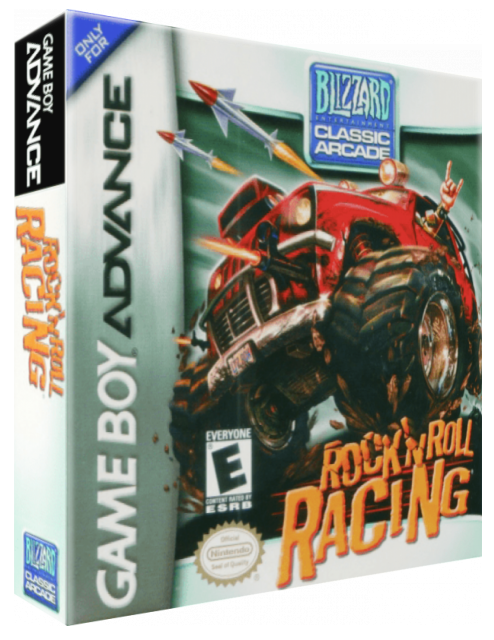 GAME BOY
ADVANCE
ROCK'N ROLL
RACING
BLIZZARD
CLASSIC
ARCADE
ONLY
FOR
GAME BOY ADVANCE
BLIZZARD
ENTERTAINMENT
CLASSIC
ARCADE
EVERYONE
E
CONTENT RATED BY
ESRB
Official
Nintendo
Seal of Quality
ROCK'N ROLL
RACING